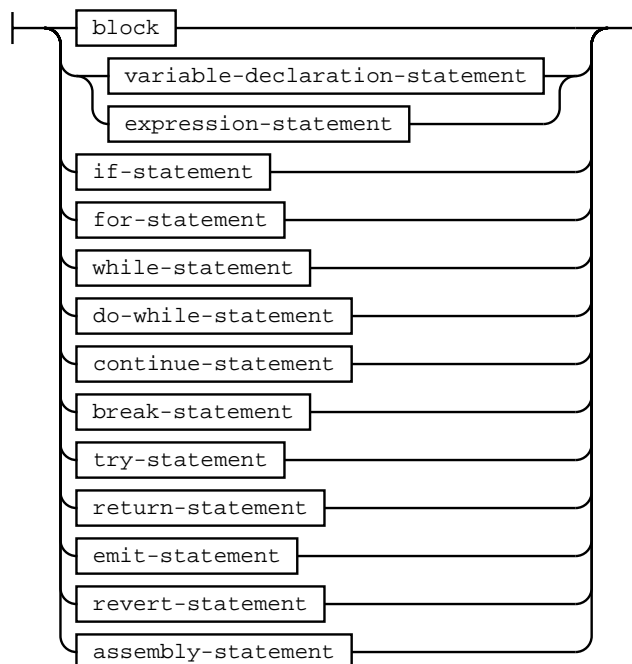 block
variable-declaration-statement
expression-statement
if-statement
for-statement
while-statement
do-while-statement
continue-statement
break-statement
try-statement
return-statement
emit-statement
revert-statement
assembly-statement